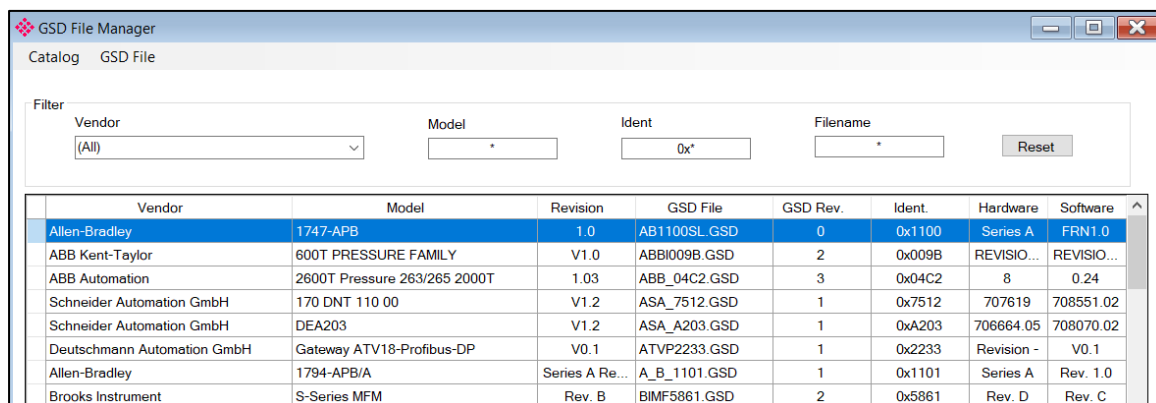 GSD File Manager
Catalog GSD File
Filter
Vendor Model Ident Filename
(All) * 0x* * Reset
Vendor Model Revision GSD File GSD Rev. Ident. Hardware Software
Allen-Bradley 1747-APB 1.0 AB1100SL.GSD 0 0x1100 Series A FRN1.0
ABB Kent-Taylor 600T PRESSURE FAMILY V1.0 ABBI009B.GSD 2 0x009B REVISIO... REVISIO...
ABB Automation 2600T Pressure 263/265 2000T 1.03 ABB_04C2.GSD 3 0x04C2 8 0.24
Schneider Automation GmbH 170 DNT 110 00 V1.2 ASA_7512.GSD 1 0x7512 707619 708551.02
Schneider Automation GmbH DEA203 V1.2 ASA_A203.GSD 1 0xA203 706664.05 708070.02
Deutschmann Automation GmbH Gateway ATV18-Profibus-DP V0.1 ATVP2233.GSD 1 0x2233 Revision - V0.1
Allen-Bradley 1794-APB/A Series A Re... A_B_1101.GSD 1 0x1101 Series A Rev. 1.0
Brooks Instrument S-Series MFM Rev. B BIMF5861.GSD 2 0x5861 Rev. D Rev. C